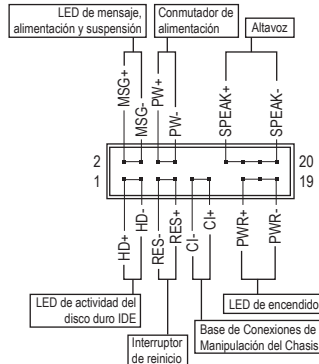 LED de mensaje,
alimentación y suspensión
Conmutador de
alimentación
Altavoz
MSG+
MSG-
PW+
PW-
SPEAK+
SPEAK-
2
20
1
19
HD+
HD-
RES-
RES+
CI-
CI+
PWR+
PWR-
LED de actividad del
disco duro IDE
Interruptor
de reinicio
Base de Conexiones de
Manipulación del Chasis
LED de encendido